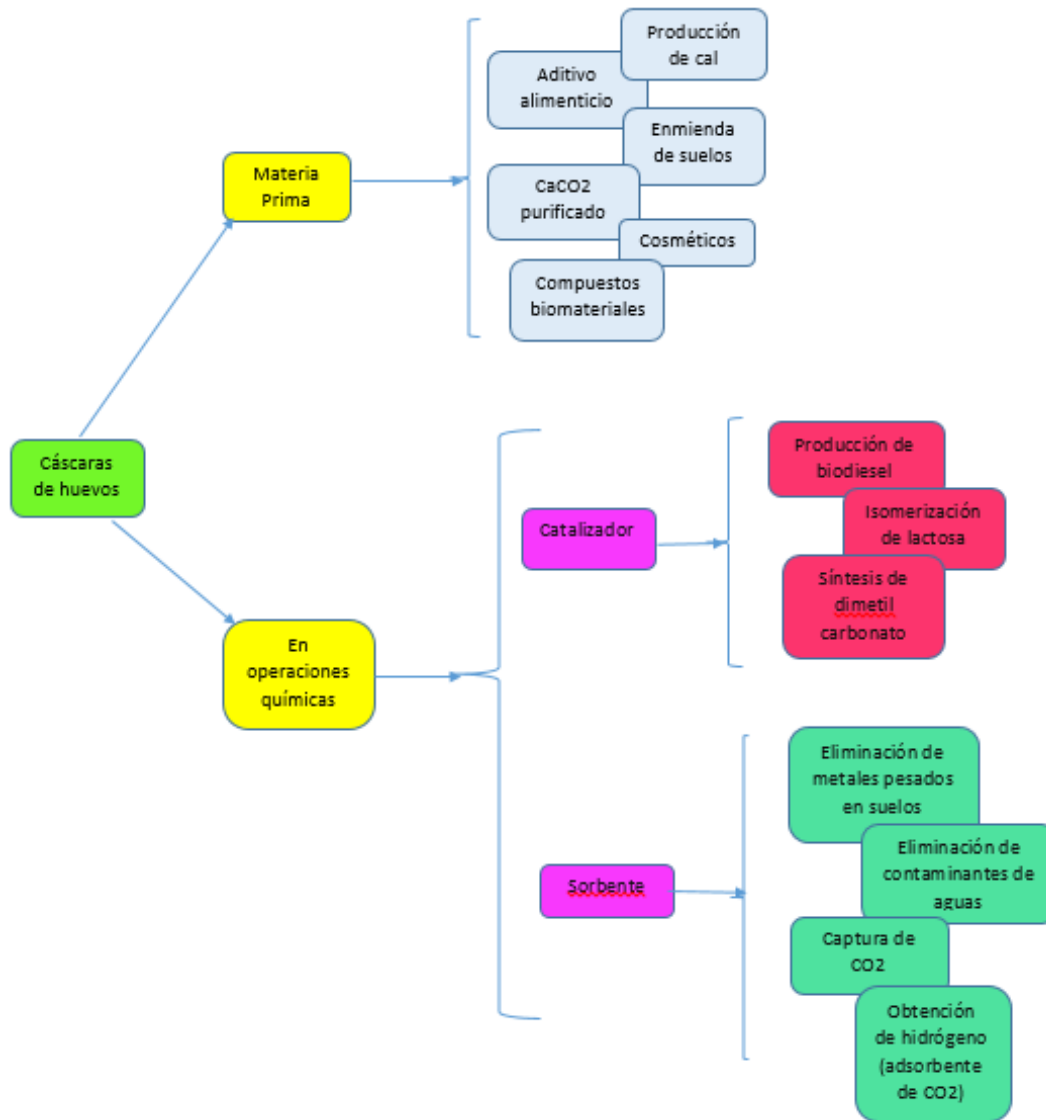 Producción
de cal
Aditivo
alimenticio
Enmienda
de suelos
Materia
Prima
CaCO2
purificado
Cosméticos
Compuestos
biomateriales
Cáscaras
de huevos
Producción de
biodiesel
Catalizador
Isomerización
de lactosa
Síntesis de
dimetil
carbonato
En
operaciones
químicas
Eliminación de
metales pesados
en suelos
Sorbente
Eliminación de
contaminantes de
aguas
Captura de
CO2
Obtención
de hidrógeno
(adsorbente
de CO2)